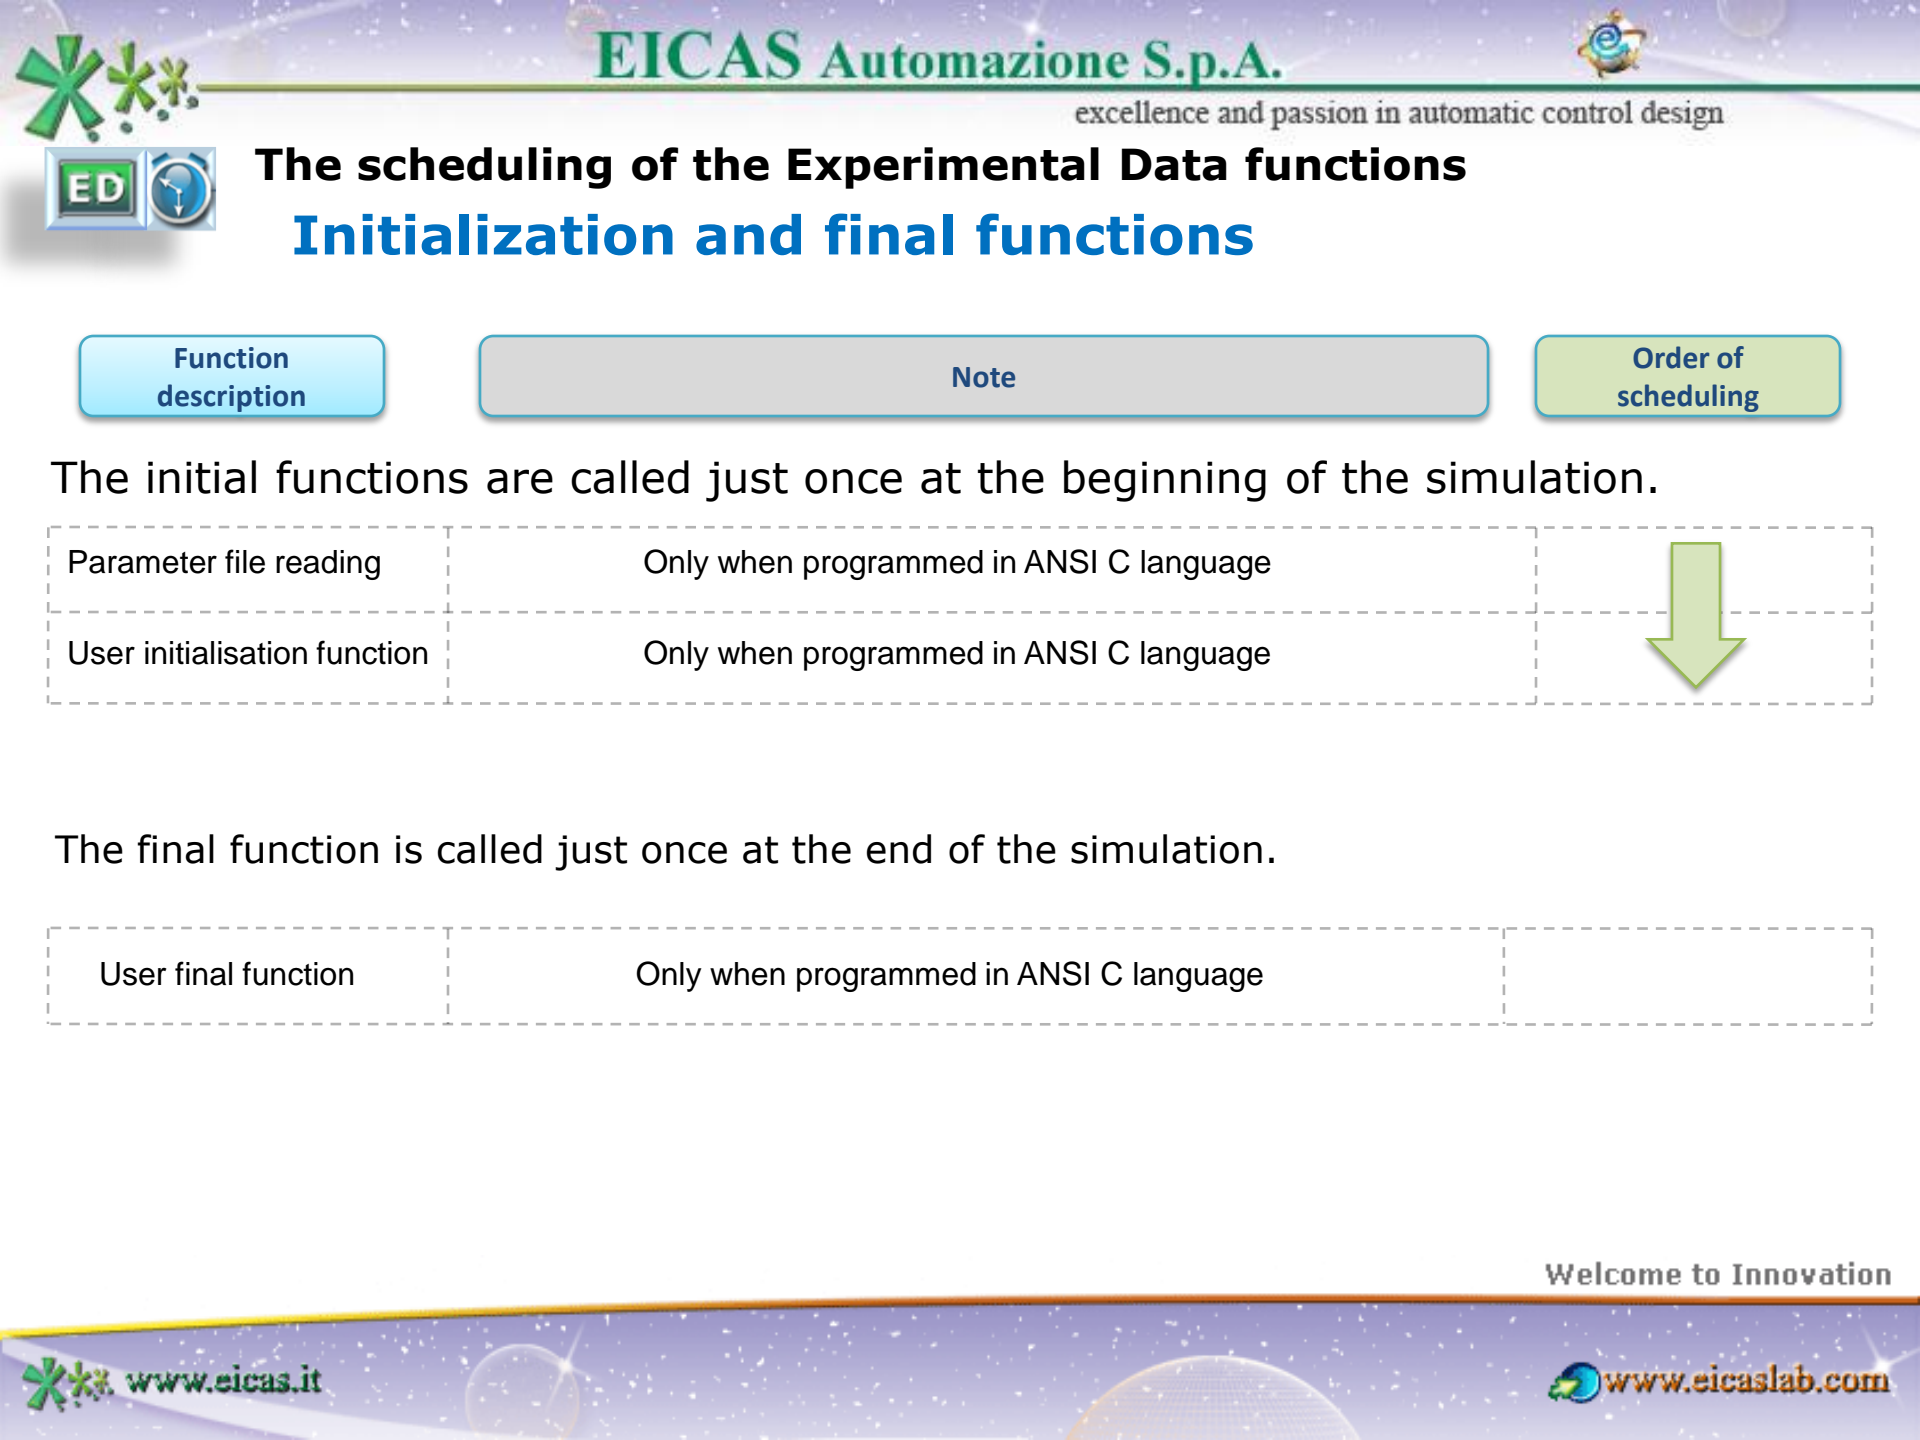 EICAS Automazione S.p.A.
excellence and passion in automatic control design
ED
The scheduling of the Experimental Data functions
Initialization and final functions
Function
description
Note
Order of
scheduling
The initial functions are called just once at the beginning of the simulation.
Parameter file reading
Only when programmed in ANSI C language
User initialisation function
Only when programmed in ANSI C language
The final function is called just once at the end of the simulation.
User final function
Only when programmed in ANSI C language
Welcome to Innovation
www.eicas.it
www.eicaslab.com